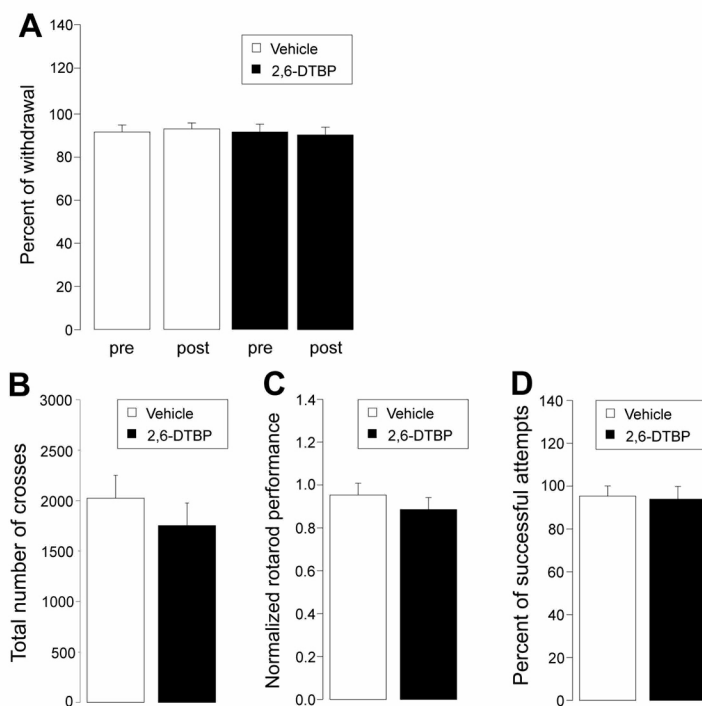 A
140
120
100
80
60
40
20
0
Percent of withdrawal
Vehicle
2,6-DTBP
pre post pre post
B
3000
2500
2000
1500
1000
500
0
Total number of crosses
Vehicle
2,6-DTBP
C
1.4
1.2
1.0
0.8
0.6
0.4
0.2
0.0
Normalized rotarod performance
Vehicle
2,6-DTBP
D
140
120
100
80
60
40
20
0
Percent of successful attempts
Vehicle
2,6-DTBP